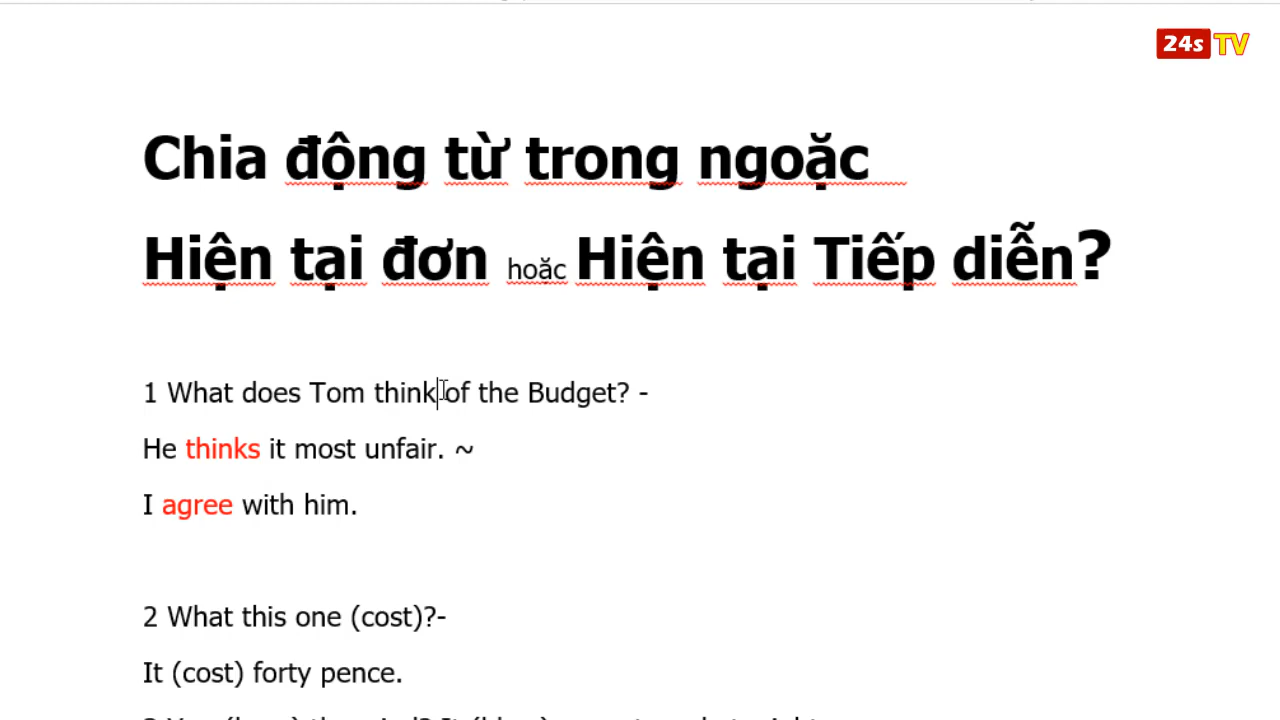 24s TV
Chia động từ trong ngoặc
Hiện tại đơn hoặc Hiện tại Tiếp diễn?
1 What does Tom think of the Budget? -
He thinks it most unfair. ~
I agree with him.
2 What this one (cost)?-
It (cost) forty pence.